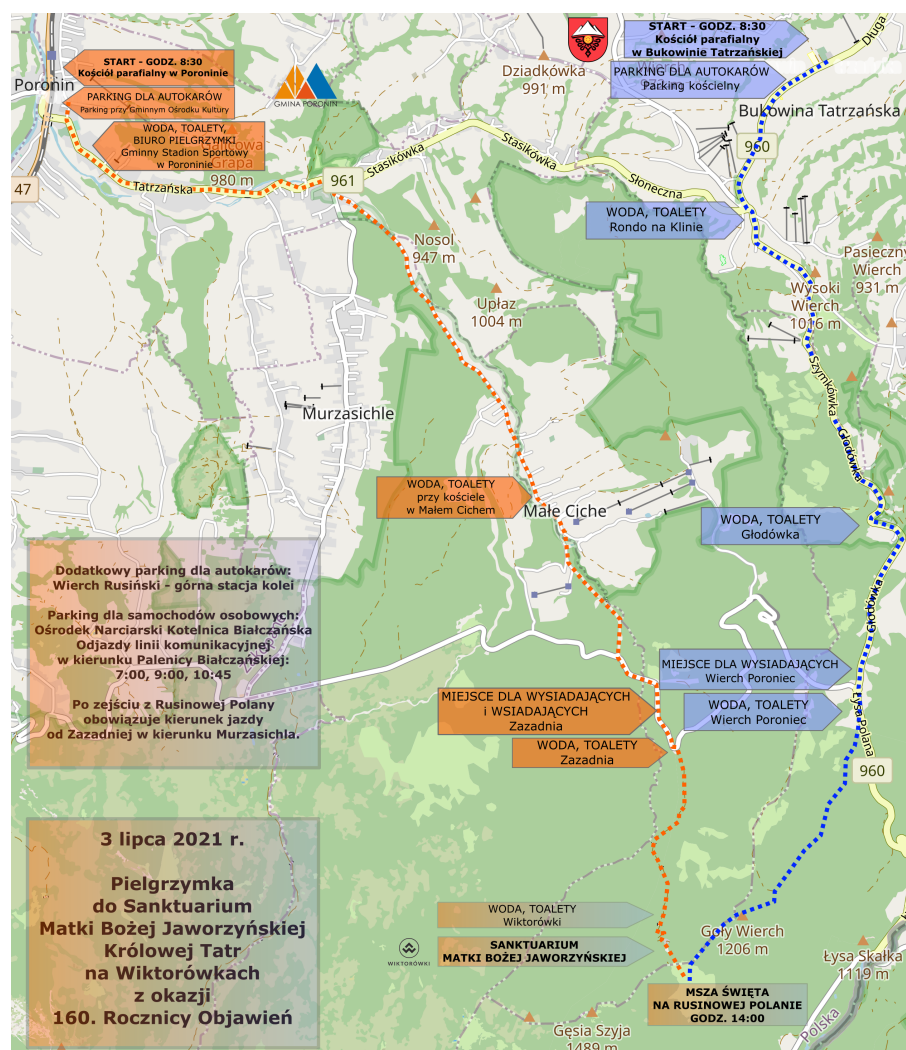 START - GODZ. 8:30
Kościół parafialny
w Bukowinie Tatrzańskiej
PARKING DLA AUTOKARÓW
Parking kościelny
Długa
START - GODZ. 8:30
Kościół parafialny w Poroninie
Poronin
PARKING DLA AUTOKARÓW
Parking przy Gminnym Ośrodku Kultury
GMINA PORONIN
Dziadkówka
991 m
Bukowina Tatrzańska
960
WODA, TOALETY,
BIURO PIELGRZYMKI
Gminny Stadion Sportowy
w Poroninie
Grapa
980 m
Tatrzańska
47
961
Stasikówka
Stasikówka
Słoneczna
WODA, TOALETY
Rondo na Klinie
Nosol
947 m
Pasieczny
Wierch
931 m
Wysoki
Wierch
1016 m
Upłaz
1004 m
Szymkówka
Murzasichle
Głodówka
WODA, TOALETY
przy kościele
w Małem Cichem
Małe Ciche
WODA, TOALETY
Głodówka
Głodówka
Dodatkowy parking dla autokarów:
Wierch Rusiński - górna stacja kolei
Parking dla samochodów osobowych:
Ośrodek Narciarski Kotelnica Białczańska
Odjazdy linii komunikacyjnej
w kierunku Palenicy Białczańskiej:
7:00, 9:00, 10:45
Po zejściu z Rusinowej Polany
obowiązuje kierunek jazdy
od Zazadniej w kierunku Murzasichla.
MIEJSCE DLA WYSIADAJĄCYCH
Wierch Poroniec
MIEJSCE DLA WYSIADAJĄCYCH
i WSIADAJĄCYCH
Zazadnia
WODA, TOALETY
Wierch Poroniec
Łysa Polana
WODA, TOALETY
Zazadnia
960
3 lipca 2021 r.
Pielgrzymka
do Sanktuarium
Matki Bożej Jaworzyńskiej
Królowej Tatr
na Wiktorówkach
z okazji
160. Rocznicy Objawień
WODA, TOALETY
Wiktorówki
WIKTORÓWKI
SANKTUARIUM
MATKI BOŻEJ JAWORZYŃSKIEJ
Goły Wierch
1206 m
Łysa Skałka
1119 m
MSZA ŚWIĘTA
NA RUSINOWEJ POLANIE
GODZ. 14:00
Polska
Gęsia Szyja
1489 m